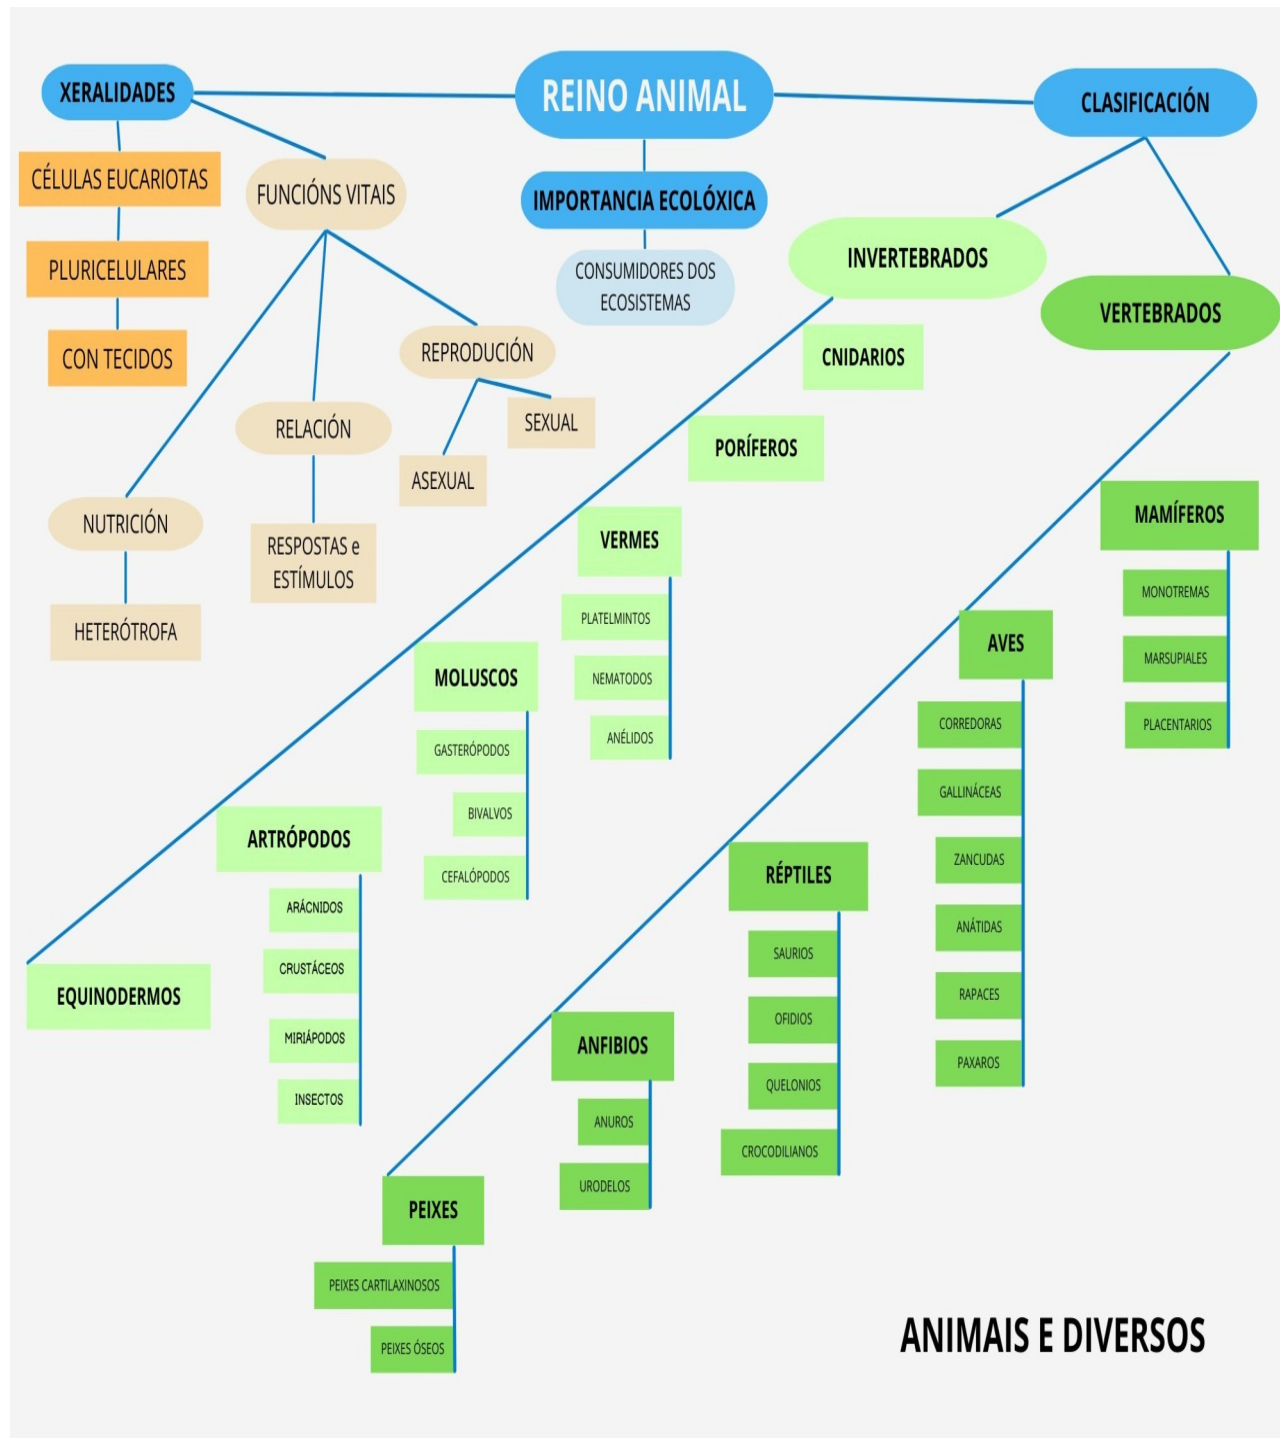 REINO ANIMAL
XERALIDADES
CÉLULAS EUCARIOTAS
PLURICELULARES
CON TECIDOS
FUNCIÓNS VITAIS
NUTRICIÓN
HETERÓTROFA
RELACIÓN
RESPOSTAS e
ESTÍMULOS
REPRODUCIÓN
ASEXUAL
SEXUAL
IMPORTANCIA ECOLÓXICA
CONSUMIDORES DOS
ECOSISTEMAS
CLASIFICACIÓN
INVERTEBRADOS
CNIDARIOS
PORÍFEROS
VERMES
PLATELMINTOS
NEMATODOS
ANÉLIDOS
MOLUSCOS
GASTERÓPODOS
BIVALVOS
CEFALÓPODOS
ARTRÓPODOS
ARÁCNIDOS
CRUSTÁCEOS
MIRIÁPODOS
INSECTOS
EQUINODERMOS
VERTEBRADOS
MAMÍFEROS
MONOTREMAS
MARSUPIALES
PLACENTARIOS
AVES
CORREDORAS
GALLINÁCEAS
ZANCUDAS
ANÁTIDAS
RAPACES
PAXAROS
RÉPTILES
SAURIOS
OFIDIOS
QUELONIOS
CROCODILIANOS
ANFIBIOS
ANUROS
URODELOS
PEIXES
PEIXES CARTILAXINOSOS
PEIXES ÓSEOS
ANIMAIS E DIVERSOS